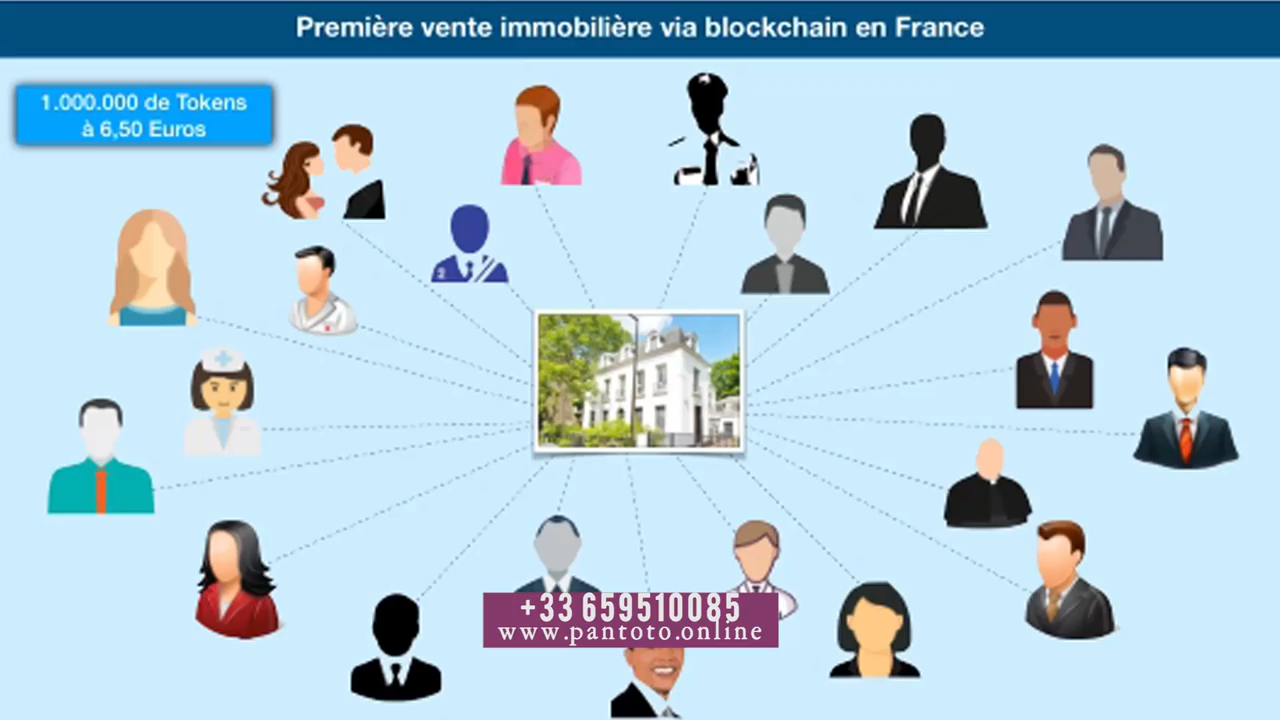 Première vente immobilière via blockchain en France
1.000.000 de Tokens
à 6,50 Euros
+33 659510085
www.pantoto.online